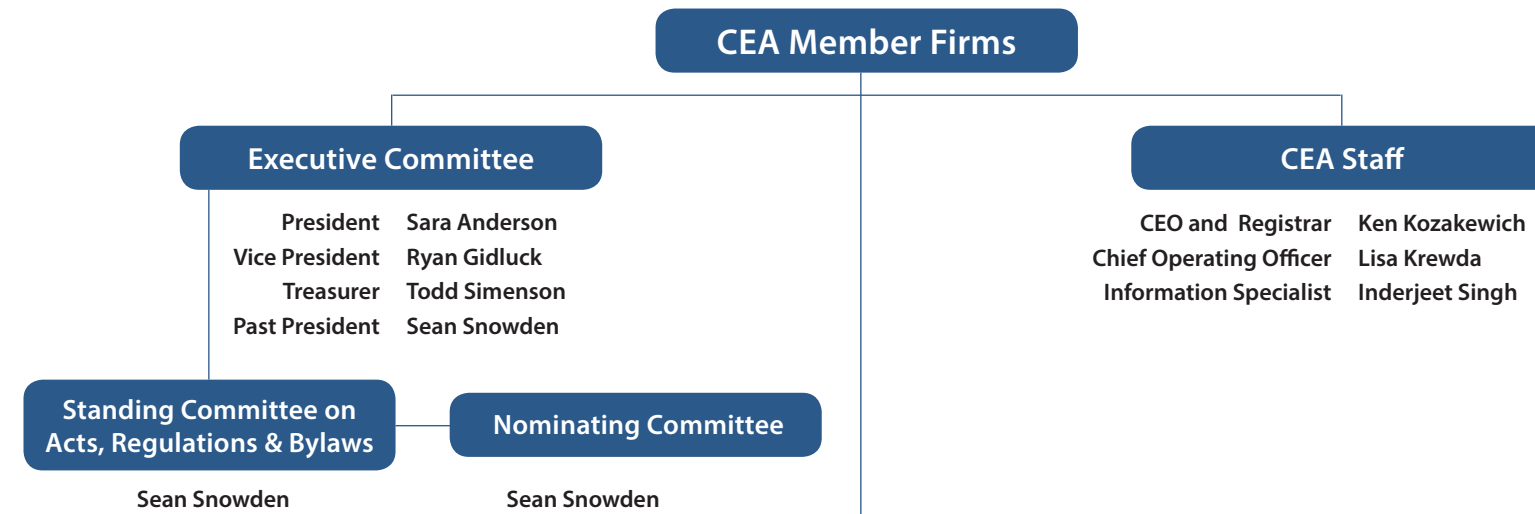 CEA Member Firms
Executive Committee
President Sara Anderson
Vice President Ryan Gidluck
Treasurer Todd Simenson
Past President Sean Snowden
CEA Staff
CEO and Registrar Ken Kozakewich
Chief Operating Officer Lisa Krewda
Information Specialist Inderjeet Singh
Standing Committee on
Acts, Regulations & Bylaws
Sean Snowden
Nominating Committee
Sean Snowden